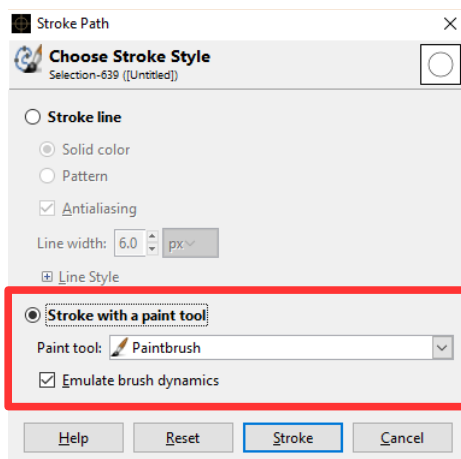 Stroke Path
Choose Stroke Style
Selection-639 ([Untitled])
Stroke line
Solid color
Pattern
Antialiasing
Line width: 6.0 px
Line Style
Stroke with a paint tool
Paint tool: Paintbrush
Emulate brush dynamics
Help Reset Stroke Cancel